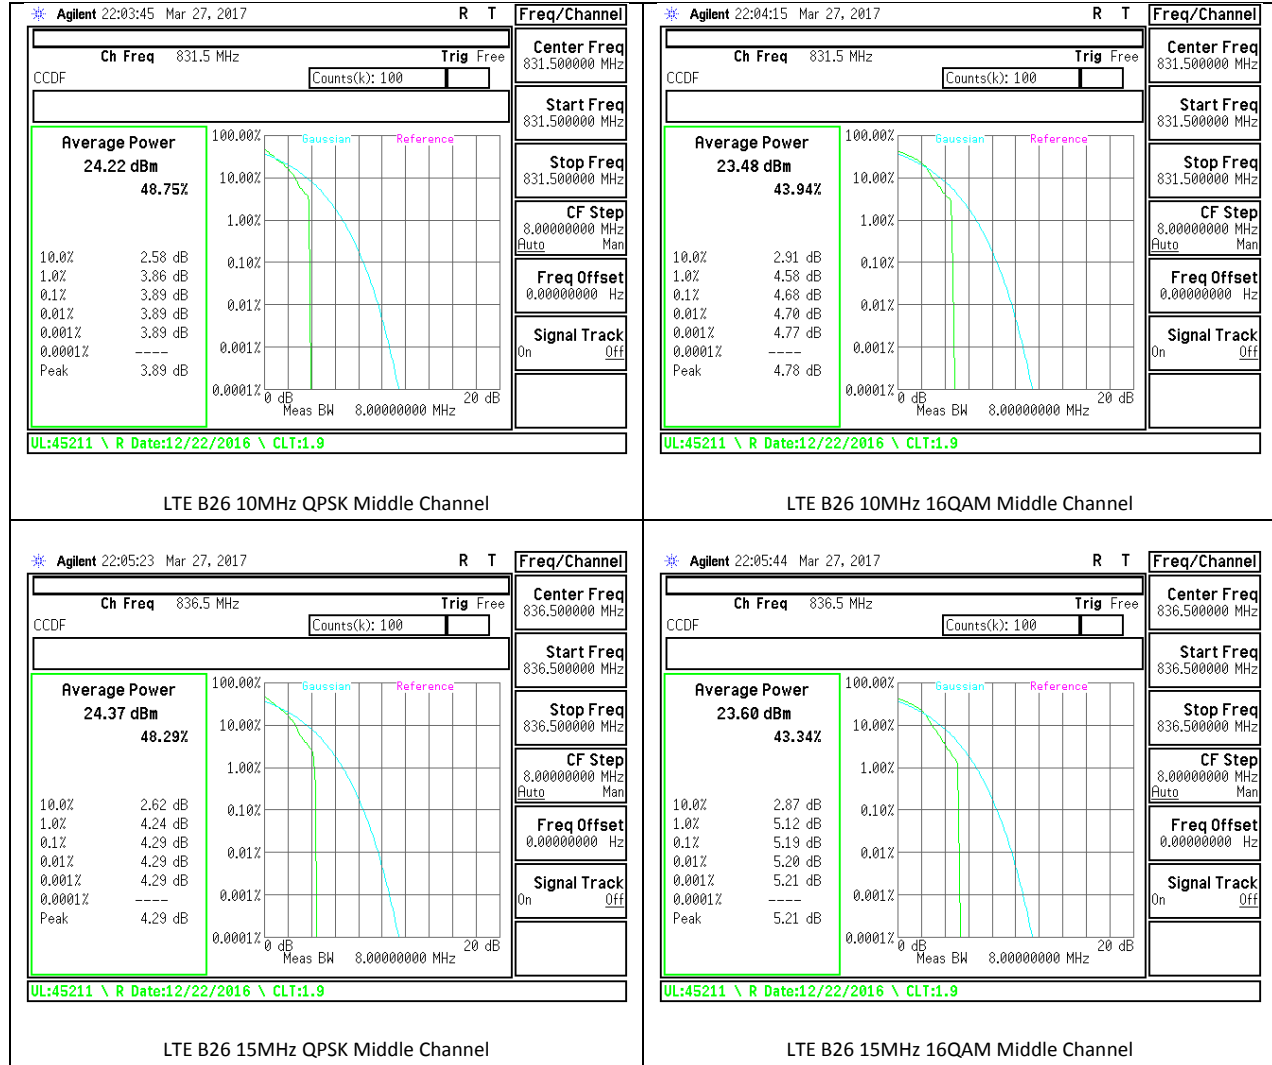 Agilent 22:03:45 Mar 27, 2017 R T Freq/Channel
Ch Freq 831.5 MHz Trig Free
CCDF Counts(k): 100
Average Power
24.22 dBm
48.75%
10.0% 2.58 dB
1.0% 3.86 dB
0.1% 3.89 dB
0.01% 3.89 dB
0.001% 3.89 dB
0.0001% ----
Peak 3.89 dB
Gaussian Reference
100.00%
10.00%
1.00%
0.10%
0.01%
0.001%
0.0001%
0 dB 20 dB
Meas BW 8.00000000 MHz
Center Freq
831.500000 MHz
Start Freq
831.500000 MHz
Stop Freq
831.500000 MHz
CF Step
8.00000000 MHz
Auto Man
Freq Offset
0.00000000 Hz
Signal Track
On Off
UL:45211 \ R Date:12/22/2016 \ CLT:1.9
LTE B26 10MHz QPSK Middle Channel
Agilent 22:04:15 Mar 27, 2017 R T Freq/Channel
Ch Freq 831.5 MHz Trig Free
CCDF Counts(k): 100
Average Power
23.48 dBm
43.94%
10.0% 2.91 dB
1.0% 4.58 dB
0.1% 4.68 dB
0.01% 4.70 dB
0.001% 4.77 dB
0.0001% ----
Peak 4.78 dB
Gaussian Reference
100.00%
10.00%
1.00%
0.10%
0.01%
0.001%
0.0001%
0 dB 20 dB
Meas BW 8.00000000 MHz
Center Freq
831.500000 MHz
Start Freq
831.500000 MHz
Stop Freq
831.500000 MHz
CF Step
8.00000000 MHz
Auto Man
Freq Offset
0.00000000 Hz
Signal Track
On Off
UL:45211 \ R Date:12/22/2016 \ CLT:1.9
LTE B26 10MHz 16QAM Middle Channel
Agilent 22:05:23 Mar 27, 2017 R T Freq/Channel
Ch Freq 836.5 MHz Trig Free
CCDF Counts(k): 100
Average Power
24.37 dBm
48.29%
10.0% 2.62 dB
1.0% 4.24 dB
0.1% 4.29 dB
0.01% 4.29 dB
0.001% 4.29 dB
0.0001% ----
Peak 4.29 dB
Gaussian Reference
100.00%
10.00%
1.00%
0.10%
0.01%
0.001%
0.0001%
0 dB 20 dB
Meas BW 8.00000000 MHz
Center Freq
836.500000 MHz
Start Freq
836.500000 MHz
Stop Freq
836.500000 MHz
CF Step
8.00000000 MHz
Auto Man
Freq Offset
0.00000000 Hz
Signal Track
On Off
UL:45211 \ R Date:12/22/2016 \ CLT:1.9
LTE B26 15MHz QPSK Middle Channel
Agilent 22:05:44 Mar 27, 2017 R T Freq/Channel
Ch Freq 836.5 MHz Trig Free
CCDF Counts(k): 100
Average Power
23.60 dBm
43.34%
10.0% 2.87 dB
1.0% 5.12 dB
0.1% 5.19 dB
0.01% 5.20 dB
0.001% 5.21 dB
0.0001% ----
Peak 5.21 dB
Gaussian Reference
100.00%
10.00%
1.00%
0.10%
0.01%
0.001%
0.0001%
0 dB 20 dB
Meas BW 8.00000000 MHz
Center Freq
836.500000 MHz
Start Freq
836.500000 MHz
Stop Freq
836.500000 MHz
CF Step
8.00000000 MHz
Auto Man
Freq Offset
0.00000000 Hz
Signal Track
On Off
UL:45211 \ R Date:12/22/2016 \ CLT:1.9
LTE B26 15MHz 16QAM Middle Channel